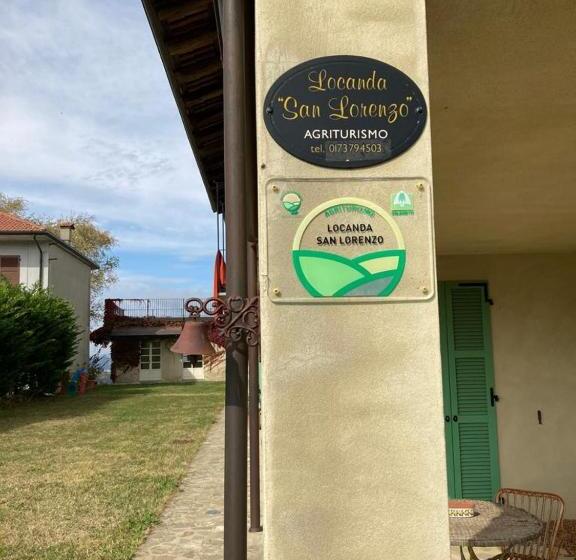 Locanda
"San Lorenzo"
AGRITURISMO
tel. 0173794503
AGRITURISMO
LOCANDA
SAN LORENZO